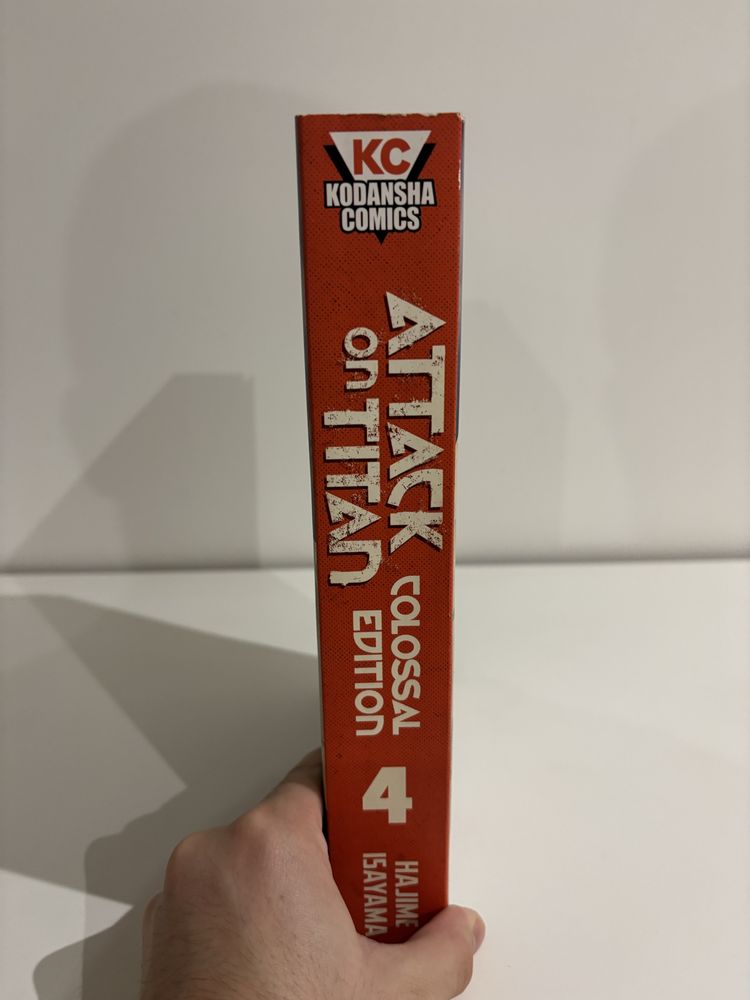 KC
KODANSHA
COMICS
ATTACK
on TITAN
COLOSSAL
EDITION
4
HAJIME
ISAYAMA